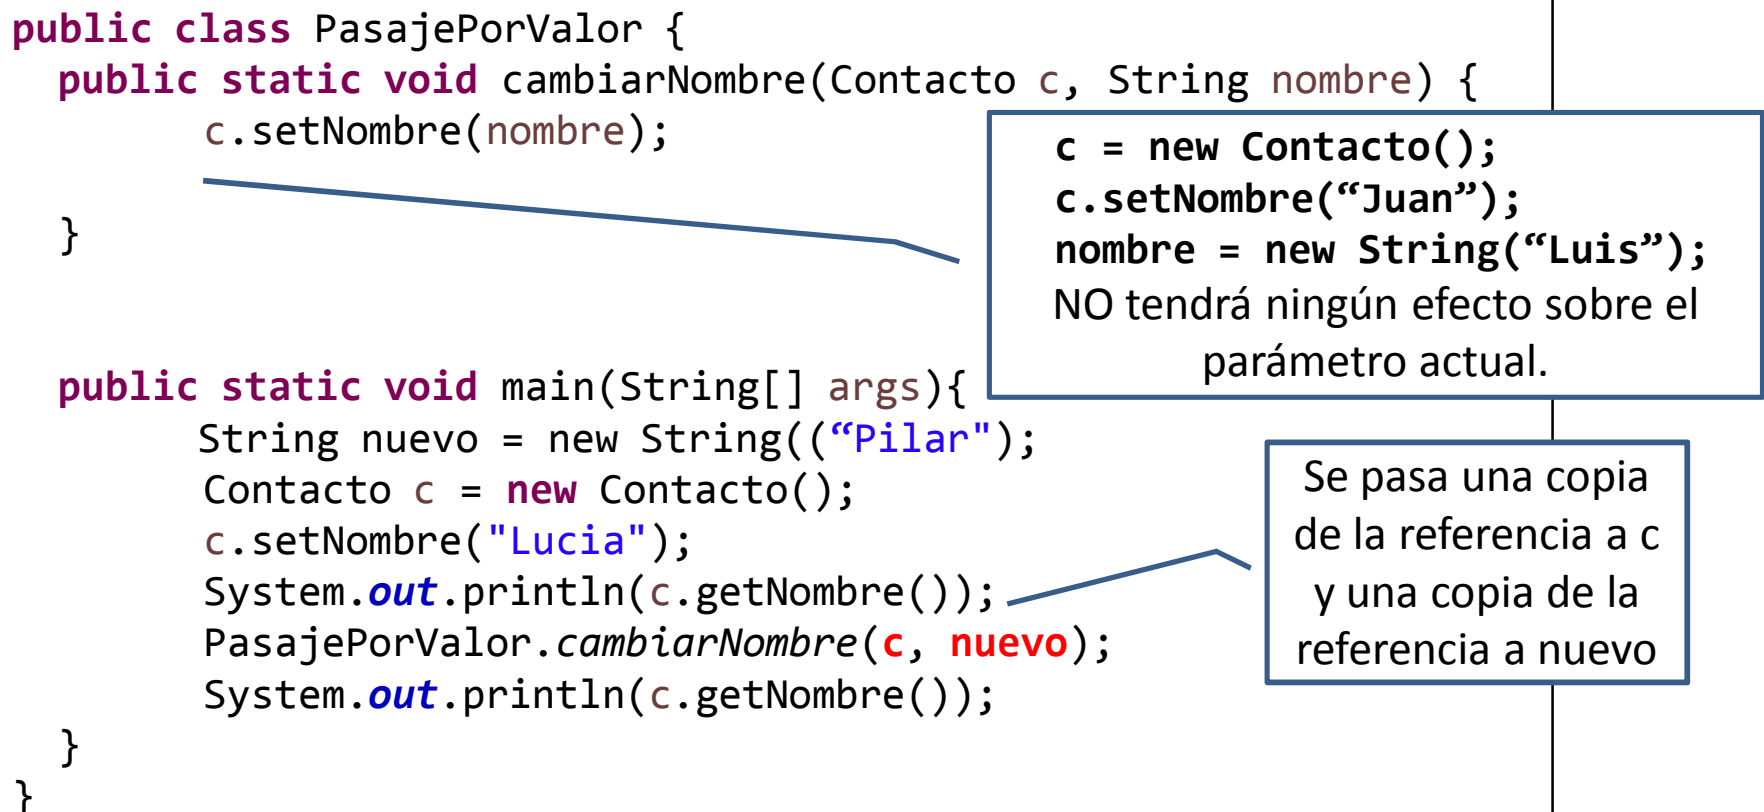 public class PasajePorValor {
public static void cambiarNombre(Contacto c, String nombre) {
c.setNombre(nombre);
}
c = new Contacto();
c.setNombre(“Juan”);
nombre = new String(“Luis”);
NO tendrá ningún efecto sobre el
parámetro actual.
public static void main(String[] args){
String nuevo = new String((“Pilar");
Contacto c = new Contacto();
c.setNombre("Lucia");
System.out.println(c.getNombre());
PasajePorValor.cambiarNombre(c, nuevo);
System.out.println(c.getNombre());
}
}
Se pasa una copia
de la referencia a c
y una copia de la
referencia a nuevo